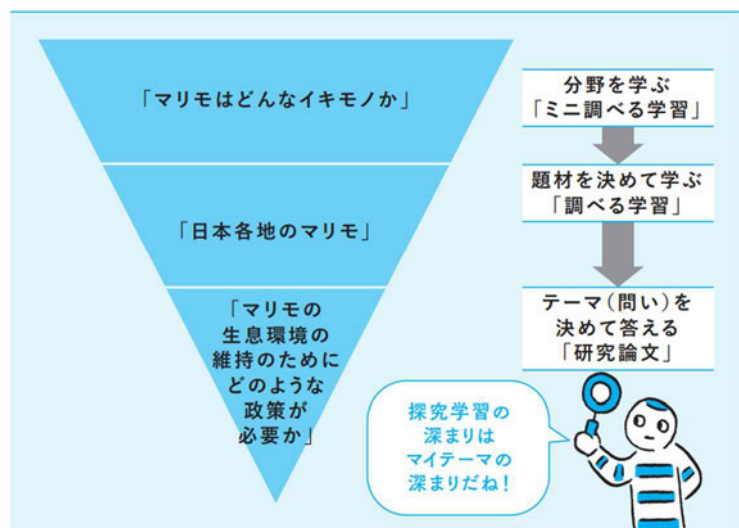 「マリモはどんなイキモノか」
分野を学ぶ
「ミニ調べる学習」
「日本各地のマリモ」
題材を決めて学ぶ
「調べる学習」
「マリモの
生息環境の
維持のために
どのような
政策が
必要か」
テーマ(問い)を
決めて答える
「研究論文」
探究学習の
深まりは
マイテーマの
深まりだね!